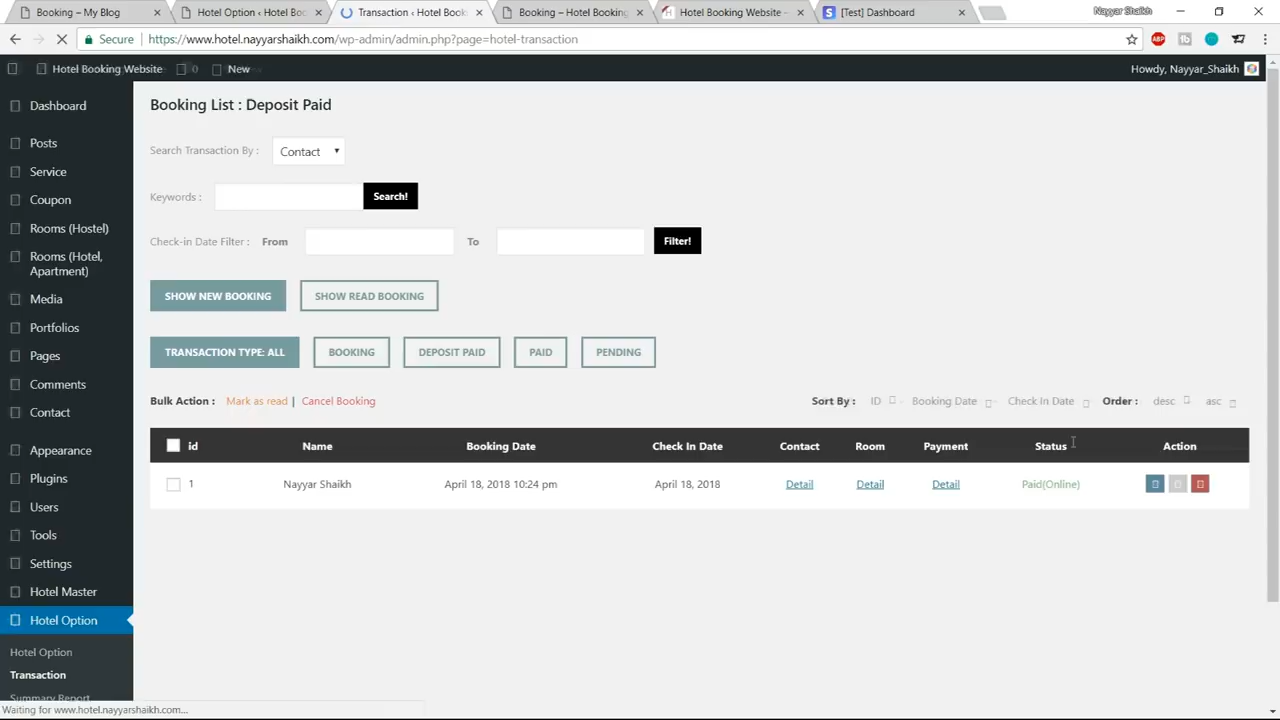 Booking – My Blog
Hotel Option ‹ Hotel Boo
Transaction ‹ Hotel Book
Booking – Hotel Booking
Hotel Booking Website –
[Test] Dashboard
Nayyar Shaikh
Secure
https://www.hotel.nayyarshaikh.com/wp-admin/admin.php?page=hotel-transaction
ABP
Hotel Booking Website
0
New
Howdy, Nayyar_Shaikh
Dashboard
Posts
Service
Coupon
Rooms (Hostel)
Rooms (Hotel,
Apartment)
Media
Portfolios
Pages
Comments
Contact
Appearance
Plugins
Users
Tools
Settings
Hotel Master
Hotel Option
Hotel Option
Transaction
Summary Report
Booking List : Deposit Paid
Search Transaction By : Contact
Keywords : Search!
Check-in Date Filter : From To Filter!
SHOW NEW BOOKING SHOW READ BOOKING
TRANSACTION TYPE: ALL BOOKING DEPOSIT PAID PAID PENDING
Bulk Action : Mark as read | Cancel Booking Sort By : ID - Booking Date - Check In Date Order : desc asc
id Name Booking Date Check In Date Contact Room Payment Status Action
1 Nayyar Shaikh April 18, 2018 10:24 pm April 18, 2018 Detail Detail Detail Paid(Online)
Waiting for www.hotel.nayyarshaikh.com...